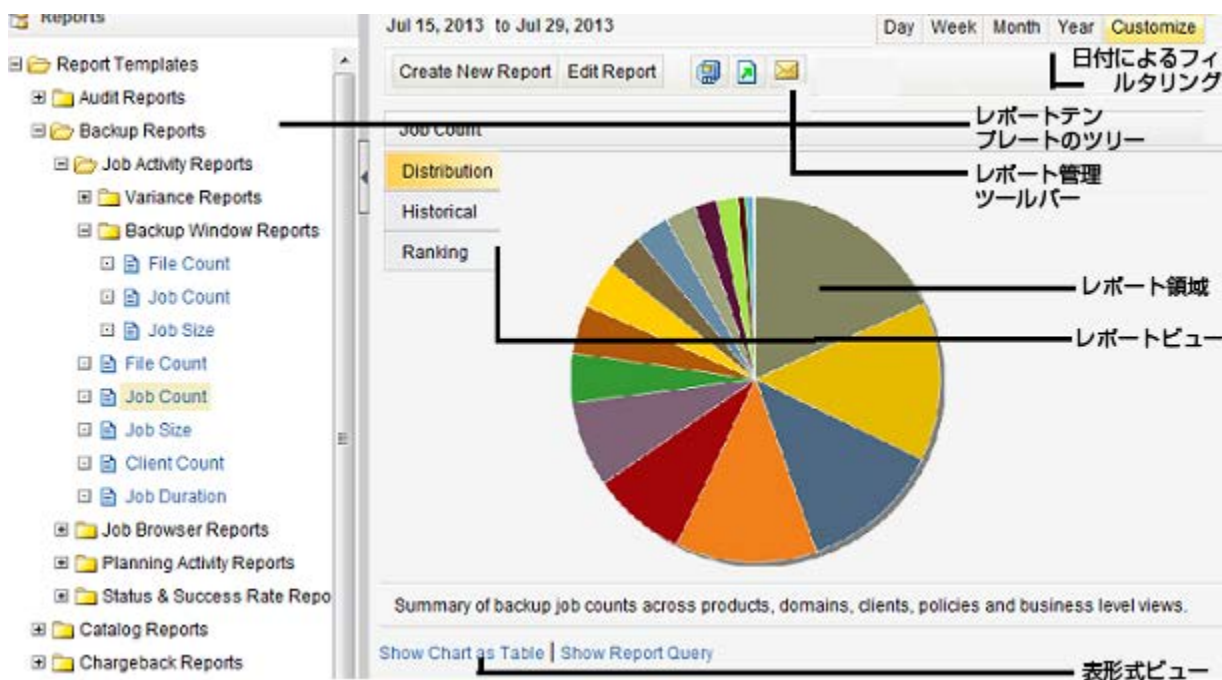 Reports
Report Templates
Audit Reports
Backup Reports
Job Activity Reports
Variance Reports
Backup Window Reports
File Count
Job Count
Job Size
File Count
Job Count
Job Size
Client Count
Job Duration
Job Browser Reports
Planning Activity Reports
Status & Success Rate Repo
Catalog Reports
Chargeback Reports
Jul 15, 2013 to Jul 29, 2013
Day Week Month Year Customize
Create New Report Edit Report
Job Count
Distribution
Historical
Ranking
日付によるフィ
ルタリング
レポートテン
プレートのツリー
レポート管理
ツールバー
レポート領域
レポートビュー
Summary of backup job counts across products, domains, clients, policies and business level views.
Show Chart as Table | Show Report Query
表形式ビュー